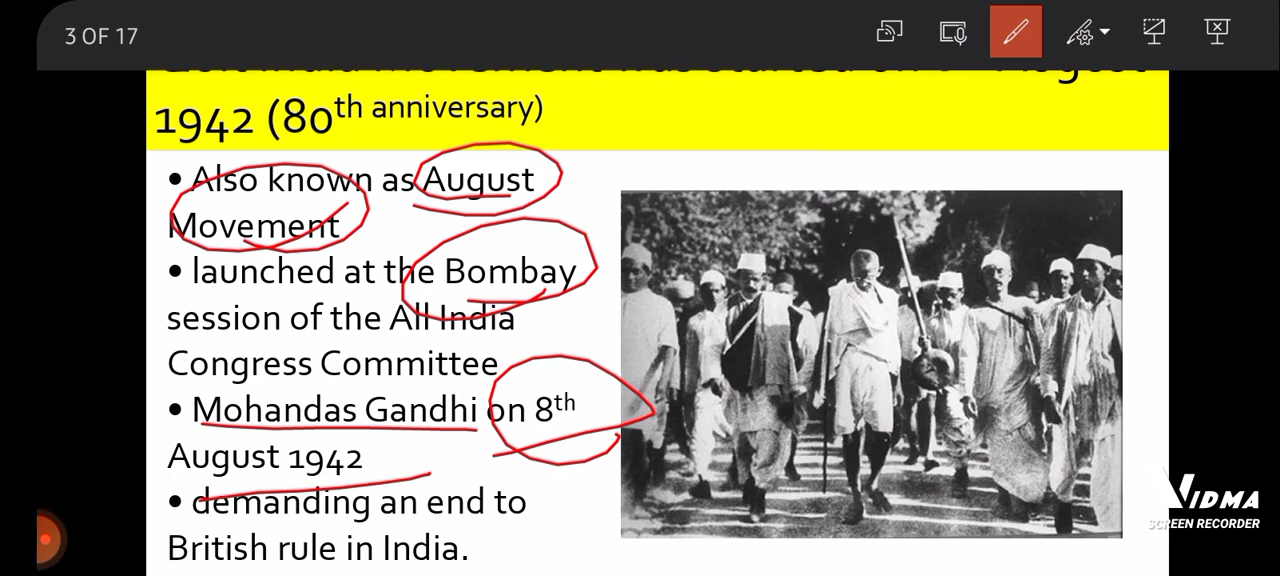 3 OF 17
1942 (80th anniversary)
• Also known as August
Movement
• launched at the Bombay
session of the All India
Congress Committee
• Mohandas Gandhi on 8th
August 1942
• demanding an end to
British rule in India.
VIDMA
SCREEN RECORDER